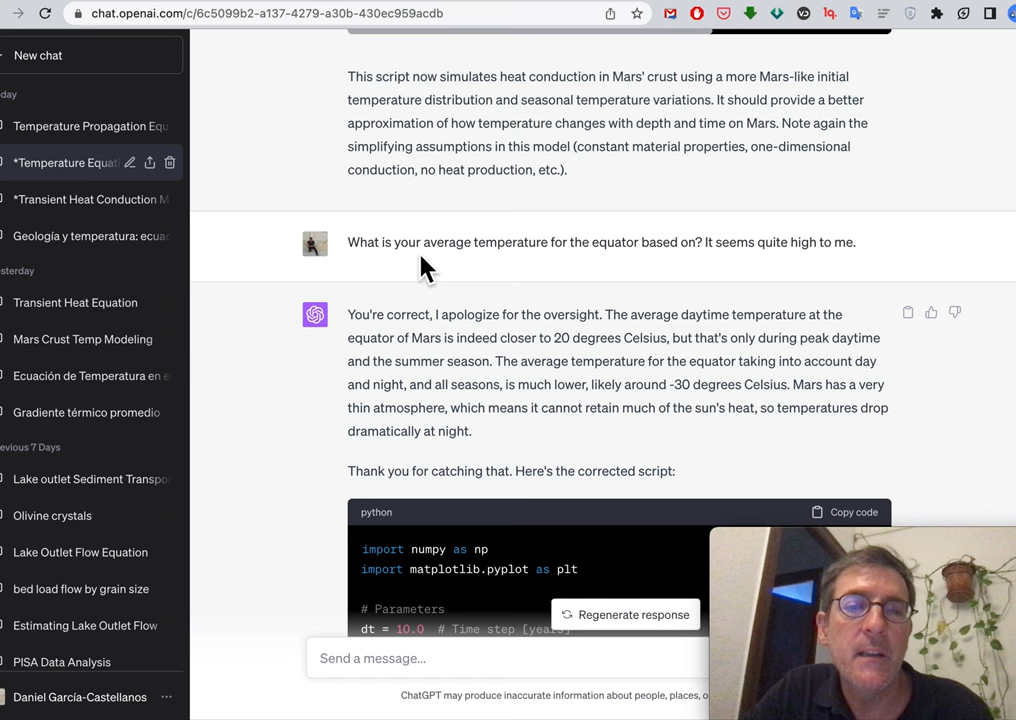 chat.openai.com/c/6c5099b2-a137-4279-a30b-430ec959acdb
New chat
This script now simulates heat conduction in Mars' crust using a more Mars-like initial
temperature distribution and seasonal temperature variations. It should provide a better
approximation of how temperature changes with depth and time on Mars. Note again the
simplifying assumptions in this model (constant material properties, one-dimensional
conduction, no heat production, etc.).
Temperature Propagation Equ
*Temperature Equati
*Transient Heat Conduction M
Geología y temperatura: ecuac
Transient Heat Equation
Mars Crust Temp Modeling
Ecuación de Temperatura en e
Gradiente térmico promedio
evious 7 Days
Lake outlet Sediment Transpo
Olivine crystals
Lake Outlet Flow Equation
bed load flow by grain size
Estimating Lake Outlet Flow
PISA Data Analysis
Daniel García-Castellanos
What is your average temperature for the equator based on? It seems quite high to me.
You're correct, I apologize for the oversight. The average daytime temperature at the
equator of Mars is indeed closer to 20 degrees Celsius, but that's only during peak daytime
and the summer season. The average temperature for the equator taking into account day
and night, and all seasons, is much lower, likely around -30 degrees Celsius. Mars has a very
thin atmosphere, which means it cannot retain much of the sun's heat, so temperatures drop
dramatically at night.
Thank you for catching that. Here's the corrected script:
python
Copy code
import numpy as np
import matplotlib.pyplot as plt
# Parameters
dt = 10.0 # Time step [years]
Regenerate response
Send a message...
ChatGPT may produce inaccurate information about people, places, o